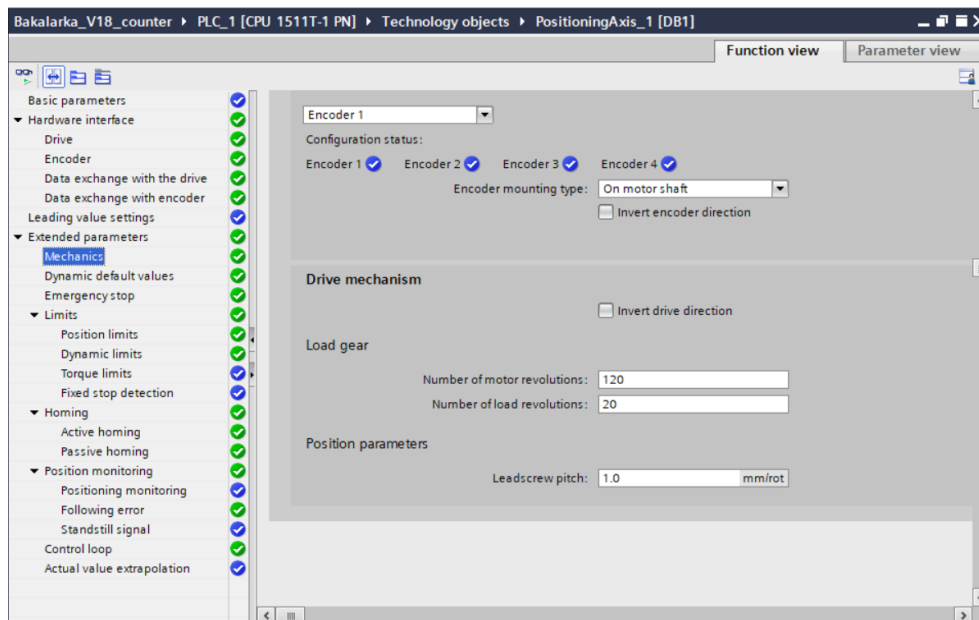 Bakalarka_V18_counter ▸ PLC_1 [CPU 1511T-1 PN] ▸ Technology objects ▸ PositioningAxis_1 [DB1]
Function view
Parameter view
Basic parameters
Hardware interface
Drive
Encoder
Data exchange with the drive
Data exchange with encoder
Leading value settings
Extended parameters
Mechanics
Dynamic default values
Emergency stop
Limits
Position limits
Dynamic limits
Torque limits
Fixed stop detection
Homing
Active homing
Passive homing
Position monitoring
Positioning monitoring
Following error
Standstill signal
Control loop
Actual value extrapolation
Encoder 1
Configuration status:
Encoder 1 Encoder 2 Encoder 3 Encoder 4
Encoder mounting type: On motor shaft
Invert encoder direction
Drive mechanism
Invert drive direction
Load gear
Number of motor revolutions: 120
Number of load revolutions: 20
Position parameters
Leadscrew pitch: 1.0 mm/rot